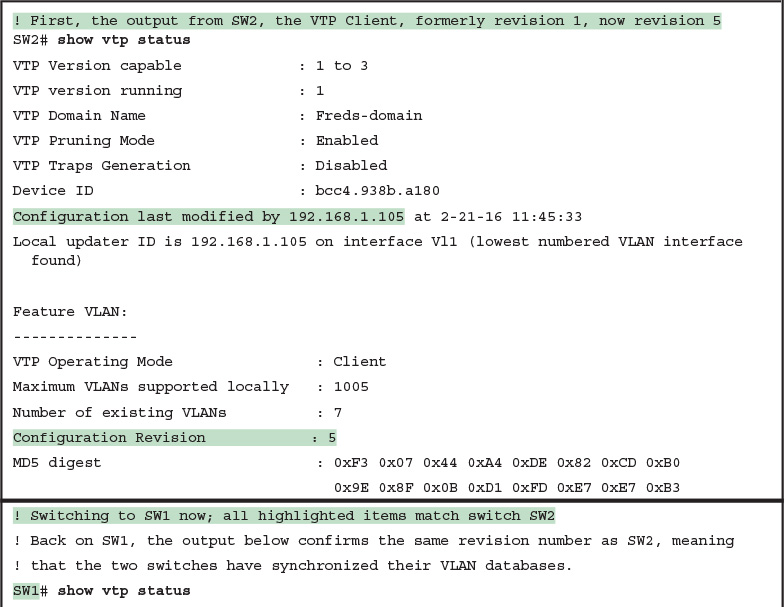 ! First, the output from SW2, the VTP Client, formerly revision 1, now revision 5
SW2# show vtp status
VTP Version capable : 1 to 3
VTP version running : 1
VTP Domain Name : Freds-domain
VTP Pruning Mode : Enabled
VTP Traps Generation : Disabled
Device ID : bcc4.938b.a180
Configuration last modified by 192.168.1.105 at 2-21-16 11:45:33
Local updater ID is 192.168.1.105 on interface Vl1 (lowest numbered VLAN interface
found)
Feature VLAN:
--------------
VTP Operating Mode : Client
Maximum VLANs supported locally : 1005
Number of existing VLANs : 7
Configuration Revision : 5
MD5 digest : 0xF3 0x07 0x44 0xA4 0xDE 0x82 0xCD 0xB0
0x9E 0x8F 0x0B 0xD1 0xFD 0xE7 0xE7 0xB3
! Switching to SW1 now; all highlighted items match switch SW2
! Back on SW1, the output below confirms the same revision number as SW2, meaning
! that the two switches have synchronized their VLAN databases.
SW1# show vtp status